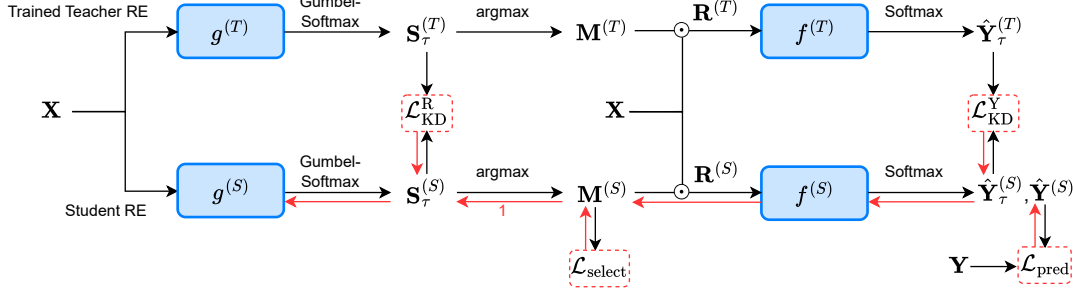 Trained Teacher RE
g^(T)
Gumbel-
Softmax
S_τ^(T)
argmax
M^(T)
⊙
R^(T)
f^(T)
Softmax
Ŷ_τ^(T)
X
ℒ_KD^R
X
ℒ_KD^Y
Student RE
g^(S)
Gumbel-
Softmax
S_τ^(S)
argmax
1
M^(S)
⊙
R^(S)
f^(S)
Softmax
Ŷ_τ^(S), Ŷ^(S)
ℒ_select
Y
ℒ_pred